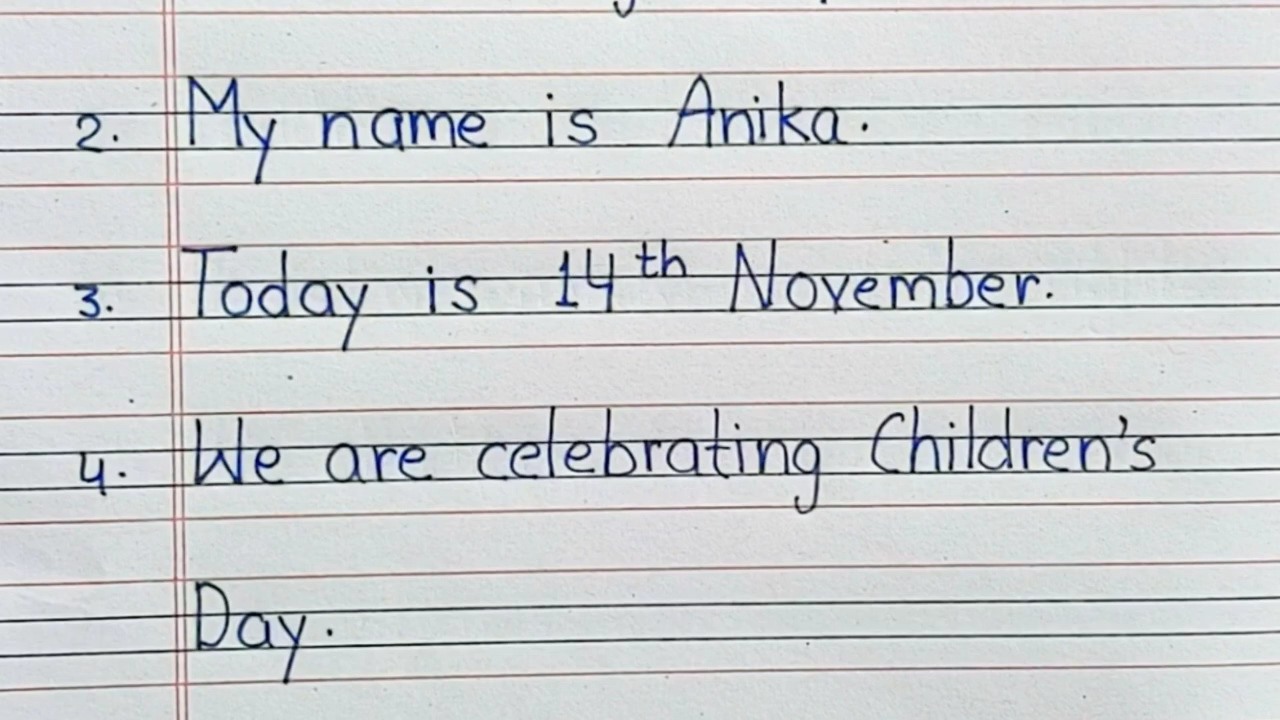 2. My name is Anika.
3. Today is 14th November.
4. We are celebrating Children's
Day.